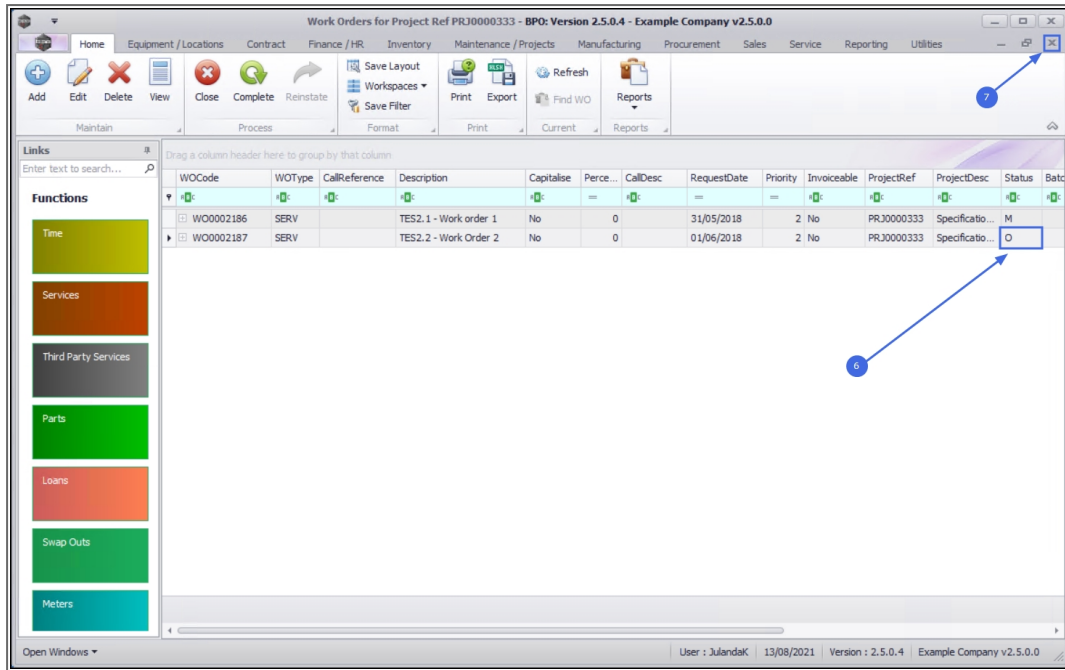 Work Orders for Project Ref PRJ0000333 - BPO: Version 2.5.0.4 - Example Company v2.5.0.0
Home Equipment / Locations Contract Finance / HR Inventory Maintenance / Projects Manufacturing Procurement Sales Service Reporting Utilities
Add Edit Delete View Close Complete Reinstate Save Layout Workspaces Save Filter Print Export Refresh Find WO Reports
Maintain Process Format Print Current Reports
7
Links
Enter text to search...
Functions
Time
Services
Third Party Services
Parts
Loans
Swap Outs
Meters
Drag a column header here to group by that column
WOCode WOType CallReference Description Capitalise Perce... CallDesc RequestDate Priority Invoiceable ProjectRef ProjectDesc Status Batc
WO0002186 SERV TES2.1 - Work order 1 No 0 31/05/2018 2 No PRJ0000333 Specificatio... M
WO0002187 SERV TES2.2 - Work Order 2 No 0 01/06/2018 2 No PRJ0000333 Specificatio... O
6
Open Windows User : JulandaK 13/08/2021 Version : 2.5.0.4 Example Company v2.5.0.0